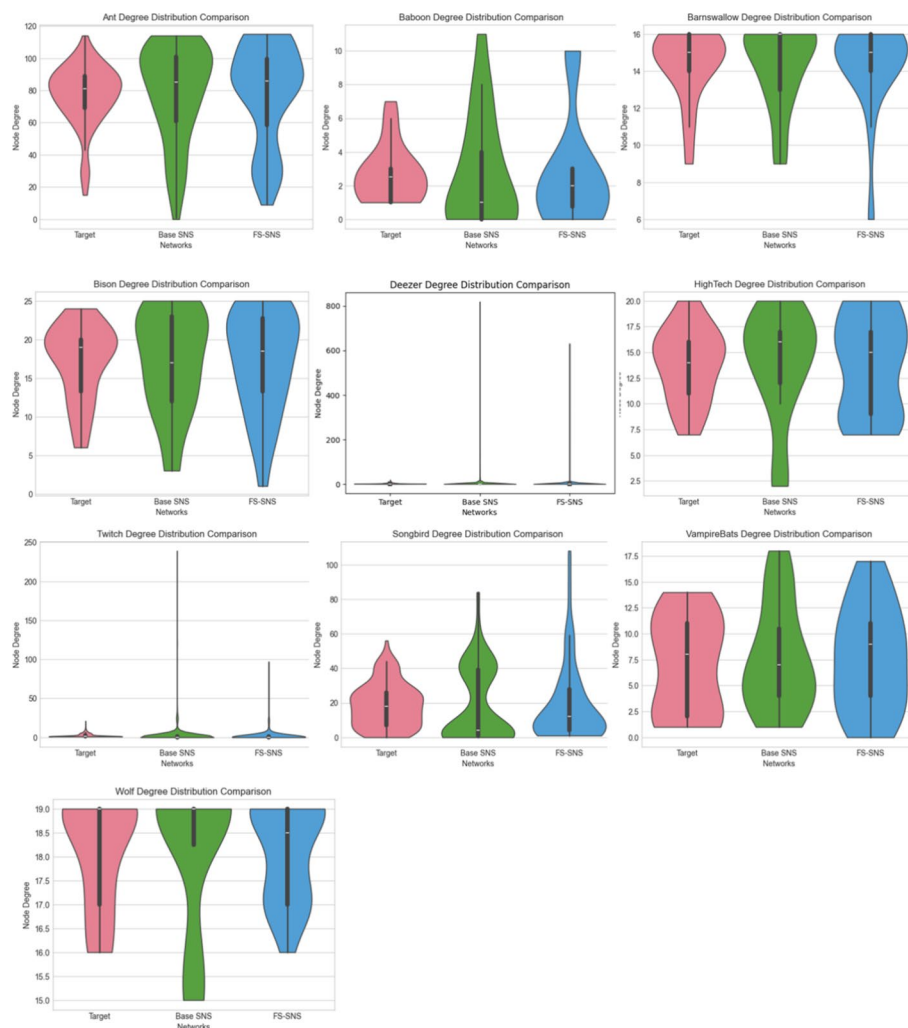 Ant Degree Distribution Comparison
120
100
80
60
40
20
0
Node Degree
Target
Base SNS
FS-SNS
Networks
Baboon Degree Distribution Comparison
10
8
6
4
2
0
Node Degree
Target
Base SNS
FS-SNS
Networks
Barnswallow Degree Distribution Comparison
16
14
12
10
8
6
Node Degree
Target
Base SNS
FS-SNS
Networks
Bison Degree Distribution Comparison
25
20
15
10
5
0
Node Degree
Target
Base SNS
FS-SNS
Networks
Deezer Degree Distribution Comparison
800
600
400
200
0
Node Degree
Target
Base SNS
FS-SNS
Networks
HighTech Degree Distribution Comparison
20.0
17.5
15.0
12.5
10.0
7.5
5.0
2.5
Node Degree
Target
Base SNS
FS-SNS
Networks
Twitch Degree Distribution Comparison
250
200
150
100
50
0
Node Degree
Target
Base SNS
FS-SNS
Networks
Songbird Degree Distribution Comparison
100
80
60
40
20
0
Node Degree
Target
Base SNS
FS-SNS
Networks
VampireBats Degree Distribution Comparison
17.5
15.0
12.5
10.0
7.5
5.0
2.5
0.0
Node Degree
Target
Base SNS
FS-SNS
Networks
Wolf Degree Distribution Comparison
19.0
18.5
18.0
17.5
17.0
16.5
16.0
15.5
15.0
Node Degree
Target
Base SNS
FS-SNS
Networks